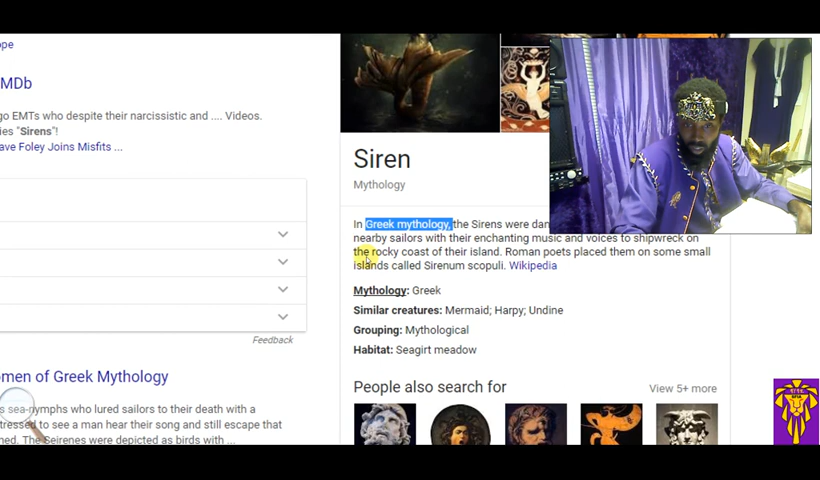 ope
MDb
go EMTs who despite their narcissistic and .... Videos.
ies "Sirens"!
ave Foley Joins Misfits ...
Feedback
omen of Greek Mythology
s sea-nymphs who lured sailors to their death with a
stressed to see a man hear their song and still escape that
ned. The Seirenes were depicted as birds with ...
Siren
Mythology
In Greek mythology, the Sirens were dan
nearby sailors with their enchanting music and voices to shipwreck on
the rocky coast of their island. Roman poets placed them on some small
islands called Sirenum scopuli. Wikipedia
Mythology: Greek
Similar creatures: Mermaid; Harpy; Undine
Grouping: Mythological
Habitat: Seagirt meadow
People also search for
View 5+ more